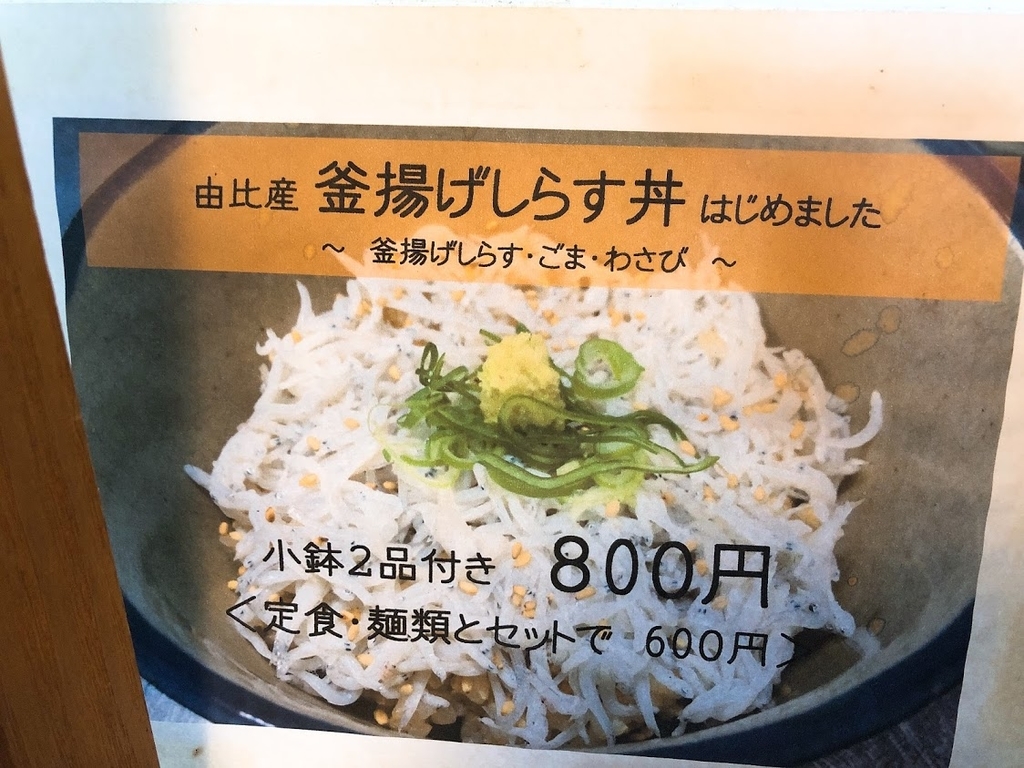 由比産 釜揚げしらす丼 はじめました
～ 釜揚げしらす・ごま・わさび ～
小鉢2品付き 800円
＜定食・麺類とセットで 600円＞